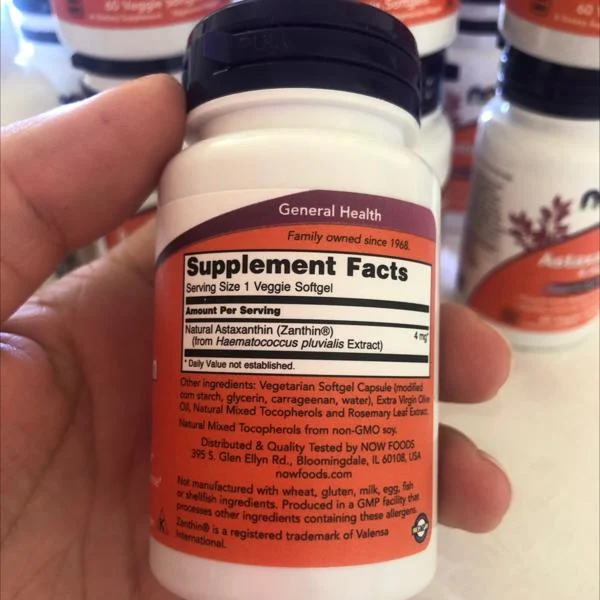 60 Veggie Softgels
60
General Health
Family owned since 1968.
Supplement Facts
Serving Size 1 Veggie Softgel
Amount Per Serving
Natural Astaxanthin (Zanthin®) 4 mg*
(from Haematococcus pluvialis Extract)
* Daily Value not established.
Other ingredients: Vegetarian Softgel Capsule (modified
corn starch, glycerin, carrageenan, water), Extra Virgin Olive
Oil, Natural Mixed Tocopherols and Rosemary Leaf Extract.
Natural Mixed Tocopherols from non-GMO soy.
Distributed & Quality Tested by NOW FOODS
395 S. Glen Ellyn Rd., Bloomingdale, IL 60108, USA
nowfoods.com
Not manufactured with wheat, gluten, milk, egg, fish
or shellfish ingredients. Produced in a GMP facility that
processes other ingredients containing these allergens.
Zanthin® is a registered trademark of Valensa
International.
K